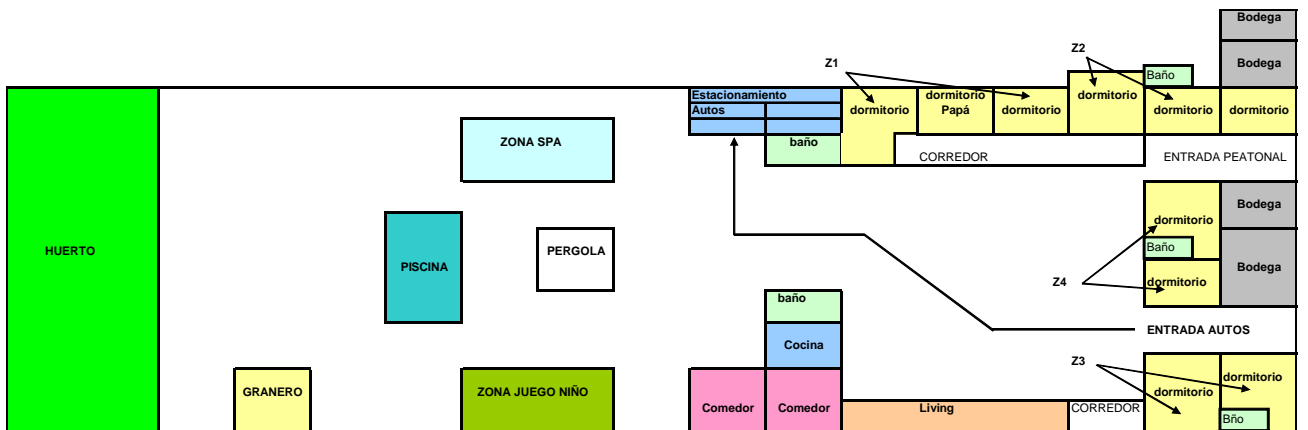 Bodega
Z2
Z1
Bodega
Baño
Estacionamiento
dormitorio
dormitorio
Autos
dormitorio
Papá
dormitorio
dormitorio
dormitorio
ZONA SPA
baño
CORREDOR
ENTRADA PEATONAL
Bodega
dormitorio
HUERTO
PERGOLA
Baño
PISCINA
Bodega
Z4
dormitorio
baño
ENTRADA AUTOS
Cocina
Z3
dormitorio
GRANERO
ZONA JUEGO NIÑO
dormitorio
Comedor
Comedor
Living
CORREDOR
Bño